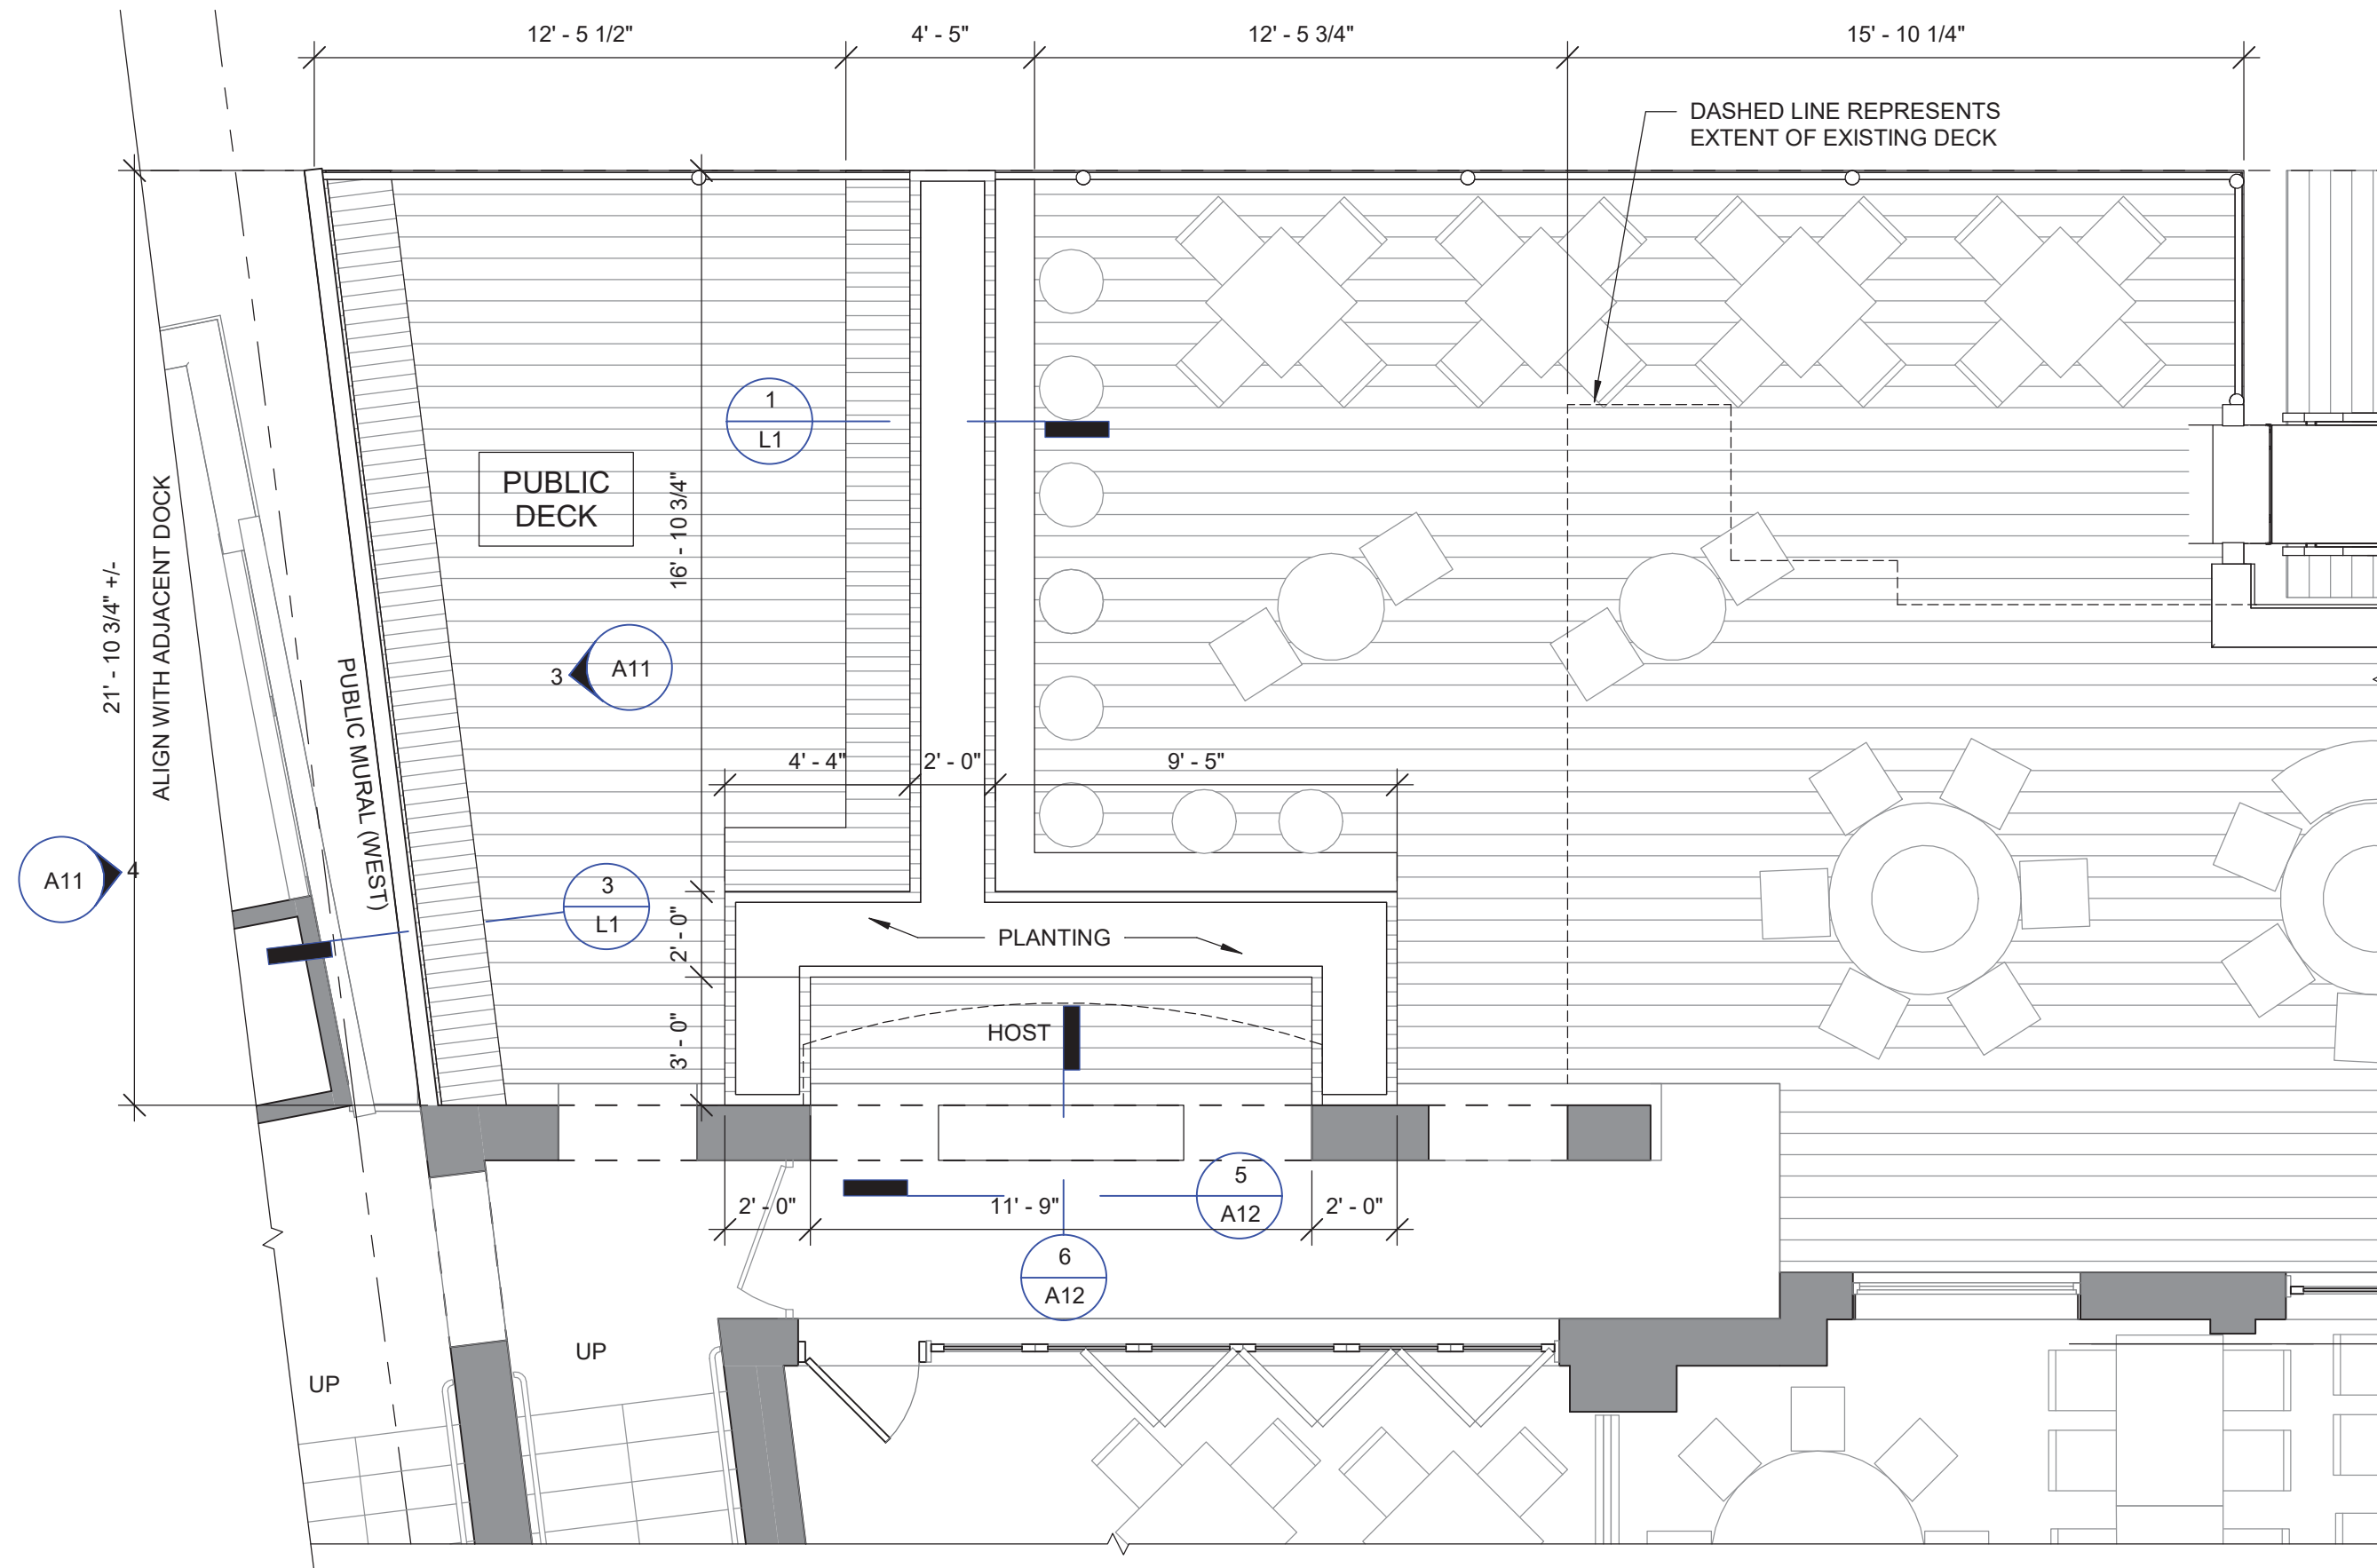 12' - 5 1/2"
4' - 5"
12' - 5 3/4"
15' - 10 1/4"
DASHED LINE REPRESENTS
EXTENT OF EXISTING DECK
1
L1
PUBLIC
DECK
16' - 10 3/4"
ALIGN WITH ADJACENT DOCK
21' - 10 3/4" +/-
3
A11
PUBLIC MURAL (WEST)
4' - 4"
2' - 0"
9' - 5"
A11
4
3
L1
2' - 0"
PLANTING
HOST
3' - 0"
5
A12
2' - 0"
11' - 9"
2' - 0"
6
A12
UP
UP